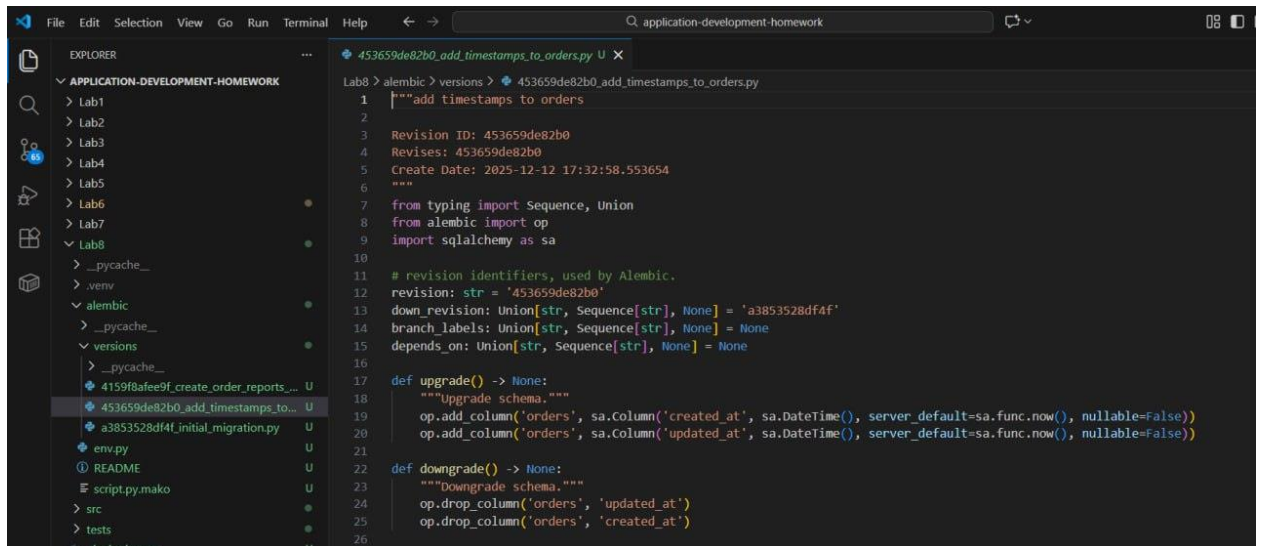 File Edit Selection View Go Run Terminal Help
application-development-homework
EXPLORER
APPLICATION-DEVELOPMENT-HOMEWORK
Lab1
Lab2
Lab3
Lab4
Lab5
Lab6
Lab7
Lab8
__pycache__
.venv
alembic
__pycache__
versions
__pycache__
4159f8afee9f_create_order_reports_... U
453659de82b0_add_timestamps_to... U
a3853528df4f_initial_migration.py U
env.py U
README U
script.py.mako U
src
tests
65
453659de82b0_add_timestamps_to_orders.py U
Lab8 > alembic > versions > 453659de82b0_add_timestamps_to_orders.py
1 """add timestamps to orders
2
3 Revision ID: 453659de82b0
4 Revises: 453659de82b0
5 Create Date: 2025-12-12 17:32:58.553654
6 """
7 from typing import Sequence, Union
8 from alembic import op
9 import sqlalchemy as sa
10
11 # revision identifiers, used by Alembic.
12 revision: str = '453659de82b0'
13 down_revision: Union[str, Sequence[str], None] = 'a3853528df4f'
14 branch_labels: Union[str, Sequence[str], None] = None
15 depends_on: Union[str, Sequence[str], None] = None
16
17 def upgrade() -> None:
18 """Upgrade schema."""
19 op.add_column('orders', sa.Column('created_at', sa.DateTime(), server_default=sa.func.now(), nullable=False))
20 op.add_column('orders', sa.Column('updated_at', sa.DateTime(), server_default=sa.func.now(), nullable=False))
21
22 def downgrade() -> None:
23 """Downgrade schema."""
24 op.drop_column('orders', 'updated_at')
25 op.drop_column('orders', 'created_at')
26